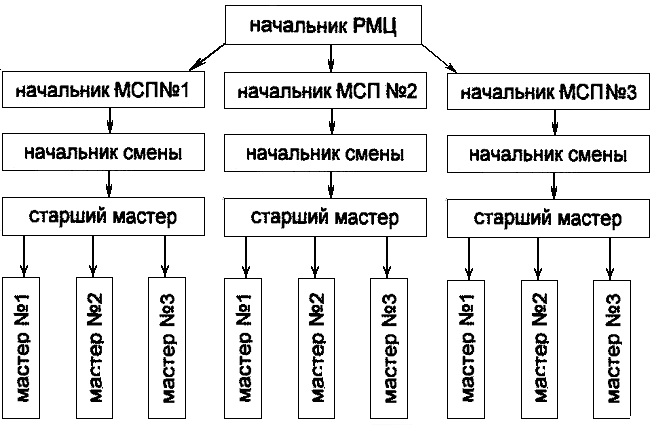 начальник РМЦ
начальник МСП№1
начальник МСП №2
начальник МСП№3
начальник смены
начальник смены
начальник смены
старший мастер
старший мастер
старший мастер
мастер №1
мастер №2
мастер №3
мастер №1
мастер №2
мастер №3
мастер №1
мастер №2
мастер №3